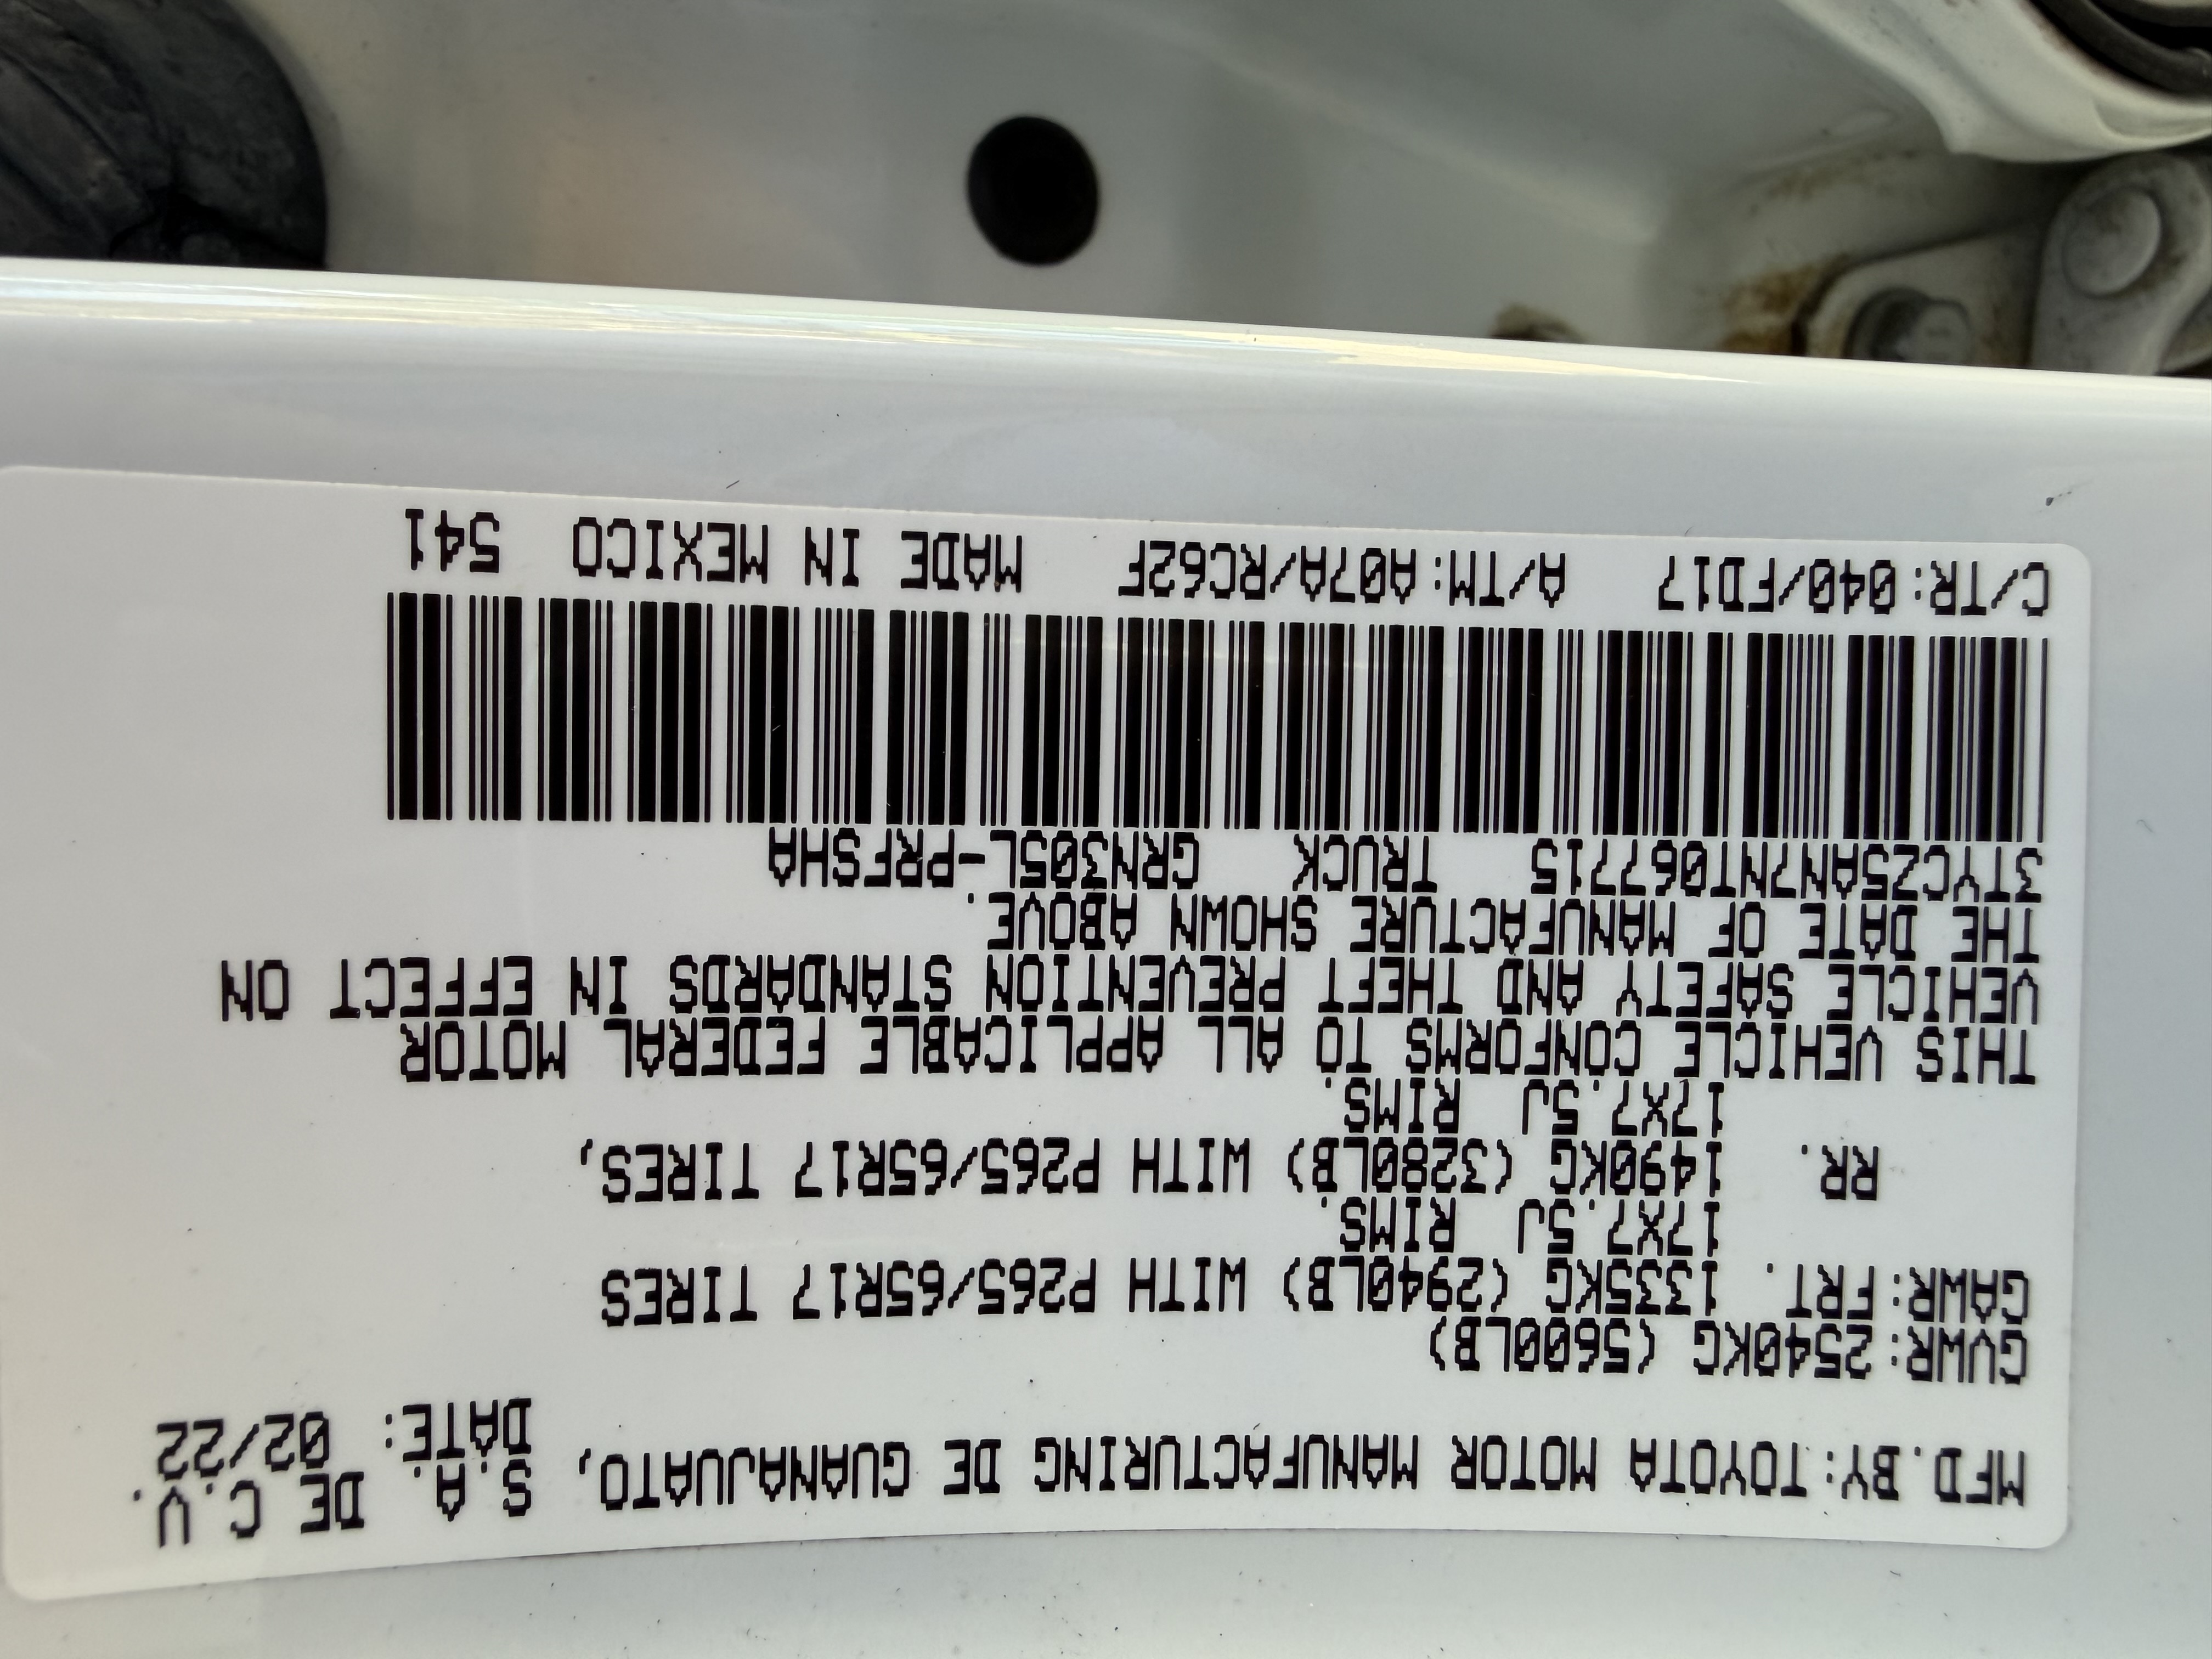 MFD.BY:TOYOTA MOTOR MANUFACTURING DE GUANAJUATO, S.A. DE C.V.
DATE: 02/22
GVWR:2540KG (5600LB)
GAWR:FRT. 1335KG (2940LB) WITH P265/65R17 TIRES
17X7.5J RIMS.
RR. 1490KG (3280LB) WITH P265/65R17 TIRES,
17X7.5J RIMS.
THIS VEHICLE CONFORMS TO ALL APPLICABLE FEDERAL MOTOR
VEHICLE SAFETY AND THEFT PREVENTION STANDARDS IN EFFECT ON
THE DATE OF MANUFACTURE SHOWN ABOVE.
3TYCZ5AN7NT067715 TRUCK GRN305L-PRFSHA
C/TR:040/FD17 A/TM:A07A/RC62F MADE IN MEXICO 541